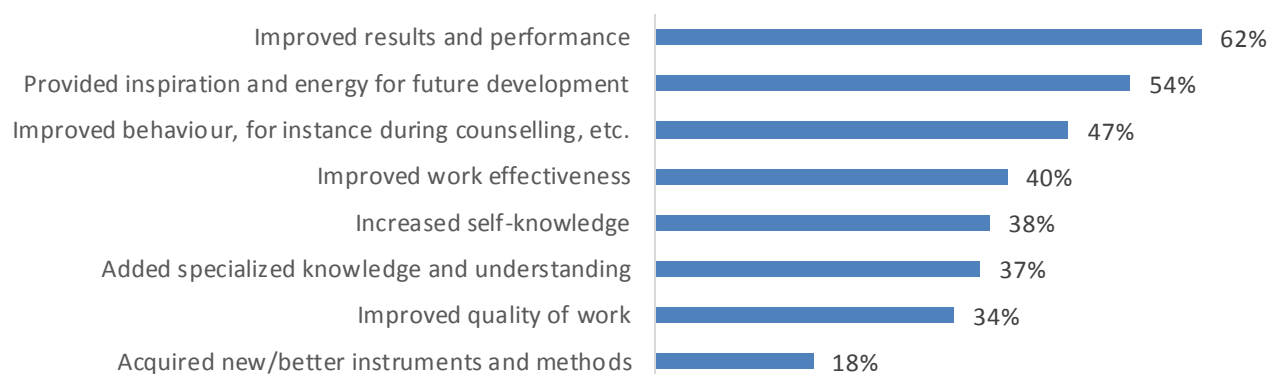 Improved results and performance 62%
Provided inspiration and energy for future development 54%
Improved behaviour, for instance during counselling, etc. 47%
Improved work effectiveness 40%
Increased self-knowledge 38%
Added specialized knowledge and understanding 37%
Improved quality of work 34%
Acquired new/better instruments and methods 18%